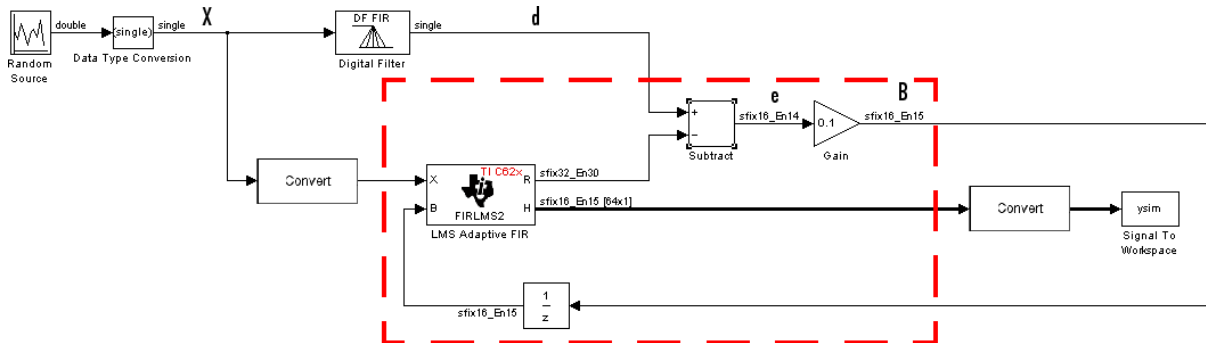 double
Random
Source
(single)
Data Type Conversion
single
X
DF FIR
Digital Filter
single
d
+
−
Subtract
e
sfix16_En14
0.1
Gain
B
sfix16_En15
Convert
TI C62x
X
B
R
H
FIRLMS2
LMS Adaptive FIR
sfix32_En30
sfix16_En15 [64x1]
Convert
ysim
Signal To
Workspace
1
z
sfix16_En15